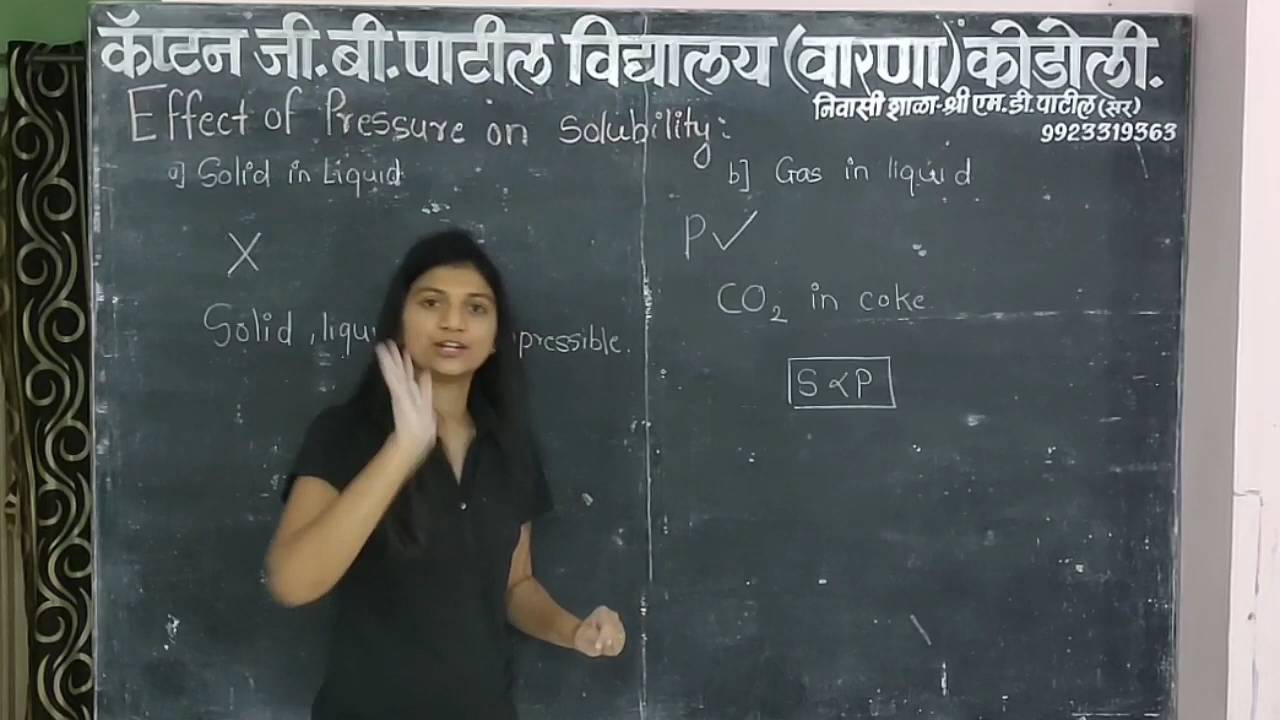 कॅप्टन जी.बी.पाटील विद्यालय (वारणा) कोडोली.
निवासी शाळा-श्री एम.डी.पाटील (सर)
9923319363
Effect of Pressure on Solubility:
a] Solid in Liquid
X
Solid , liqu pressible.
b] Gas in liquid
P✓
CO₂ in coke
S ∝ P